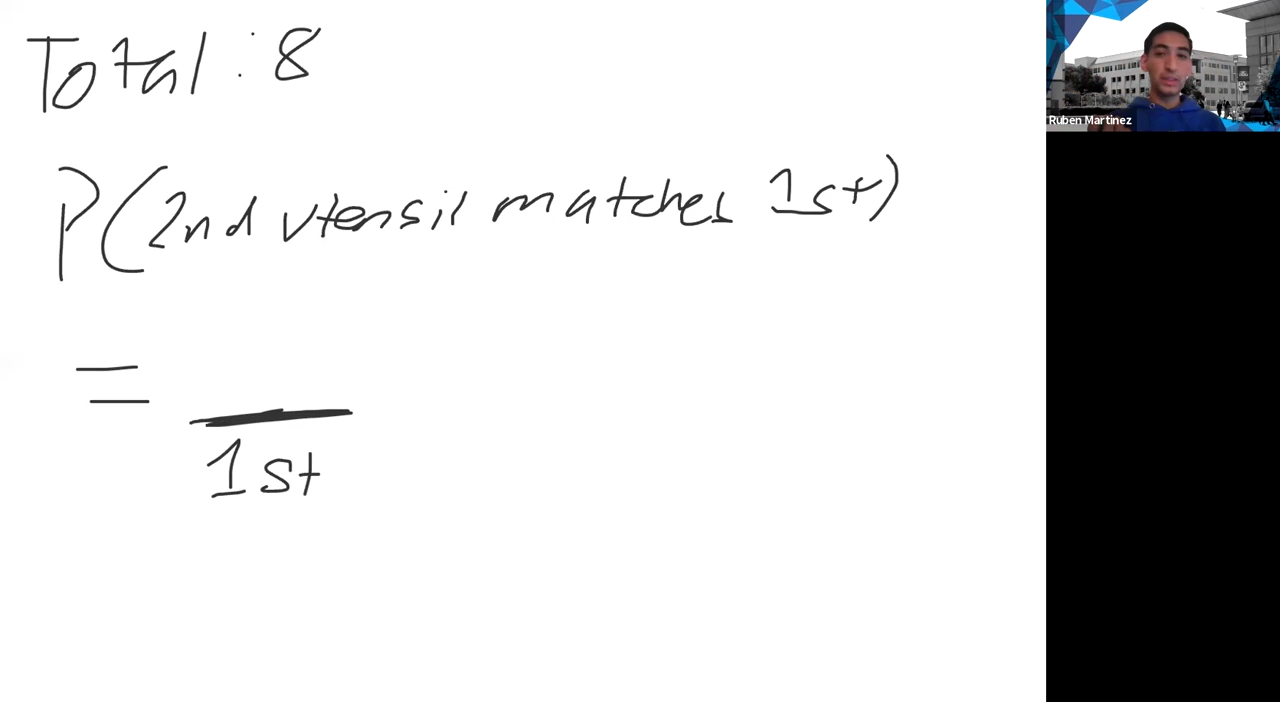 Total: 8
P(2nd utensil matches 1st)
=
1st
Ruben Martinez